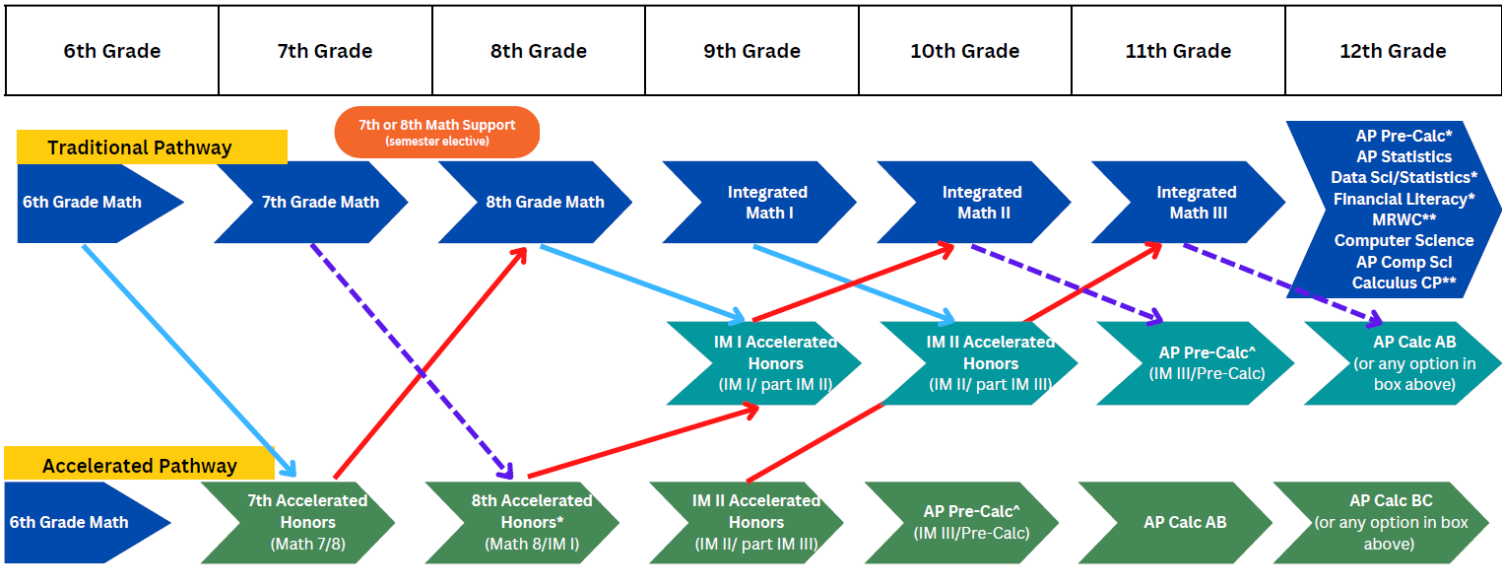 6th Grade
7th Grade
8th Grade
9th Grade
10th Grade
11th Grade
12th Grade
7th or 8th Math Support
(semester elective)
Traditional Pathway
6th Grade Math
7th Grade Math
8th Grade Math
Integrated
Math I
Integrated
Math II
Integrated
Math III
AP Pre-Calc*
AP Statistics
Data Sci/Statistics*
Financial Literacy*
MRWC**
Computer Science
AP Comp Sci
Calculus CP**
IM I Accelerated
Honors
(IM I/ part IM II)
IM II Accelerated
Honors
(IM II/ part IM III)
AP Pre-Calc^
(IM III/Pre-Calc)
AP Calc AB
(or any option in
box above)
Accelerated Pathway
6th Grade Math
7th Accelerated
Honors
(Math 7/8)
8th Accelerated
Honors*
(Math 8/IM I)
IM II Accelerated
Honors
(IM II/ part IM III)
AP Pre-Calc^
(IM III/Pre-Calc)
AP Calc AB
AP Calc BC
(or any option in box
above)